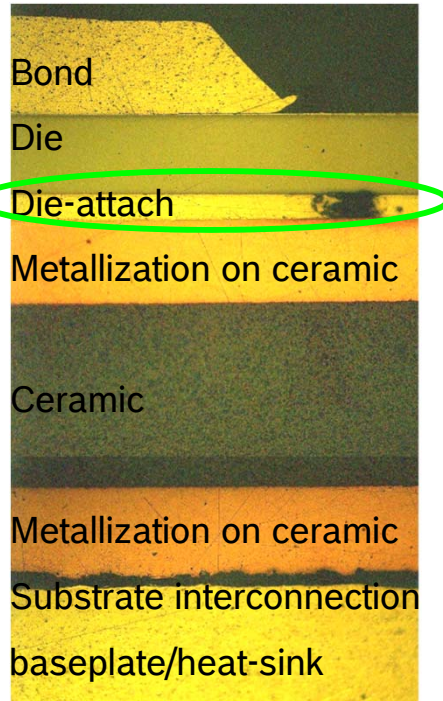 Bond
Die
Die-attach
Metallization on ceramic
Ceramic
Metallization on ceramic
Substrate interconnection
baseplate/heat-sink